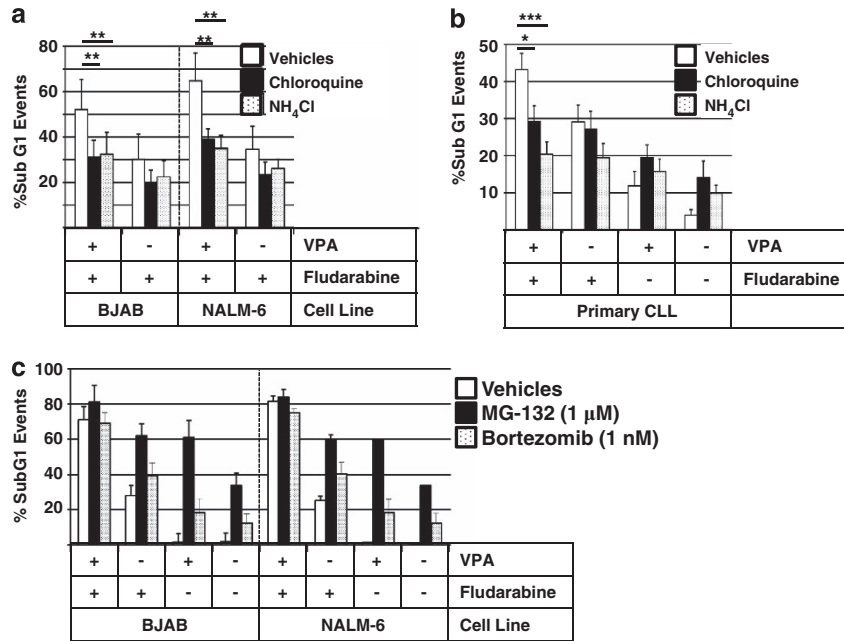 a
** **
** **
80
60
40
20
%Sub G1 Events
Vehicles
Chloroquine
NH4Cl
+ - + - VPA
+ + + + Fludarabine
BJAB NALM-6 Cell Line
b
***
*
50
40
30
20
10
%Sub G1 Events
Vehicles
Chloroquine
NH4Cl
+ - + - VPA
+ + - - Fludarabine
Primary CLL
c
100
80
60
40
20
% SubG1 Events
Vehicles
MG-132 (1 μM)
Bortezomib (1 nM)
+ - + - + - + - VPA
+ + - - + + - - Fludarabine
BJAB NALM-6 Cell Line